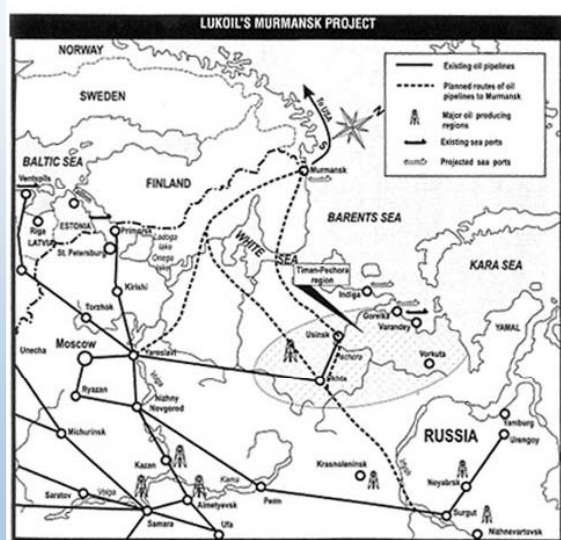 LUKOIL'S MURMANSK PROJECT
NORWAY
SWEDEN
FINLAND
BALTIC SEA
Ventspils
Riga
LATVIA
ESTONIA
Primorsk
St. Petersburg
Ladoga
lake
Onega
lake
Kirishi
Torzhok
Moscow
Unecha
Yaroslavl
Ryazan
Nizhny
Novgorod
Volga
Michurinsk
Kazan
Kama
Saratov
Volga
Samara
Almetyevsk
Ufa
Perm
To USA
N
S
Murmansk
BARENTS SEA
WHITE
SEA
Timan-Pechora
region
KARA SEA
Indiga
Gorelka
Varandey
YAMAL
Usinsk
Pechora
Ukhta
Vorkuta
RUSSIA
Yamburg
Urengoy
Krasnoleninsk
Noyabrsk
Surgut
Nizhnevartovsk
Existing oil pipelines
Planned routes of oil
pipelines to Murmansk
Major oil producing
regions
Existing sea ports
Projected sea ports